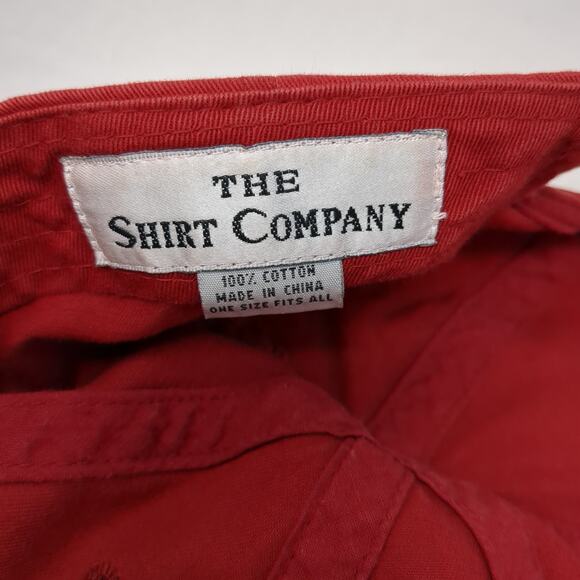 THE
SHIRT COMPANY
100% COTTON
MADE IN CHINA
ONE SIZE FITS ALL